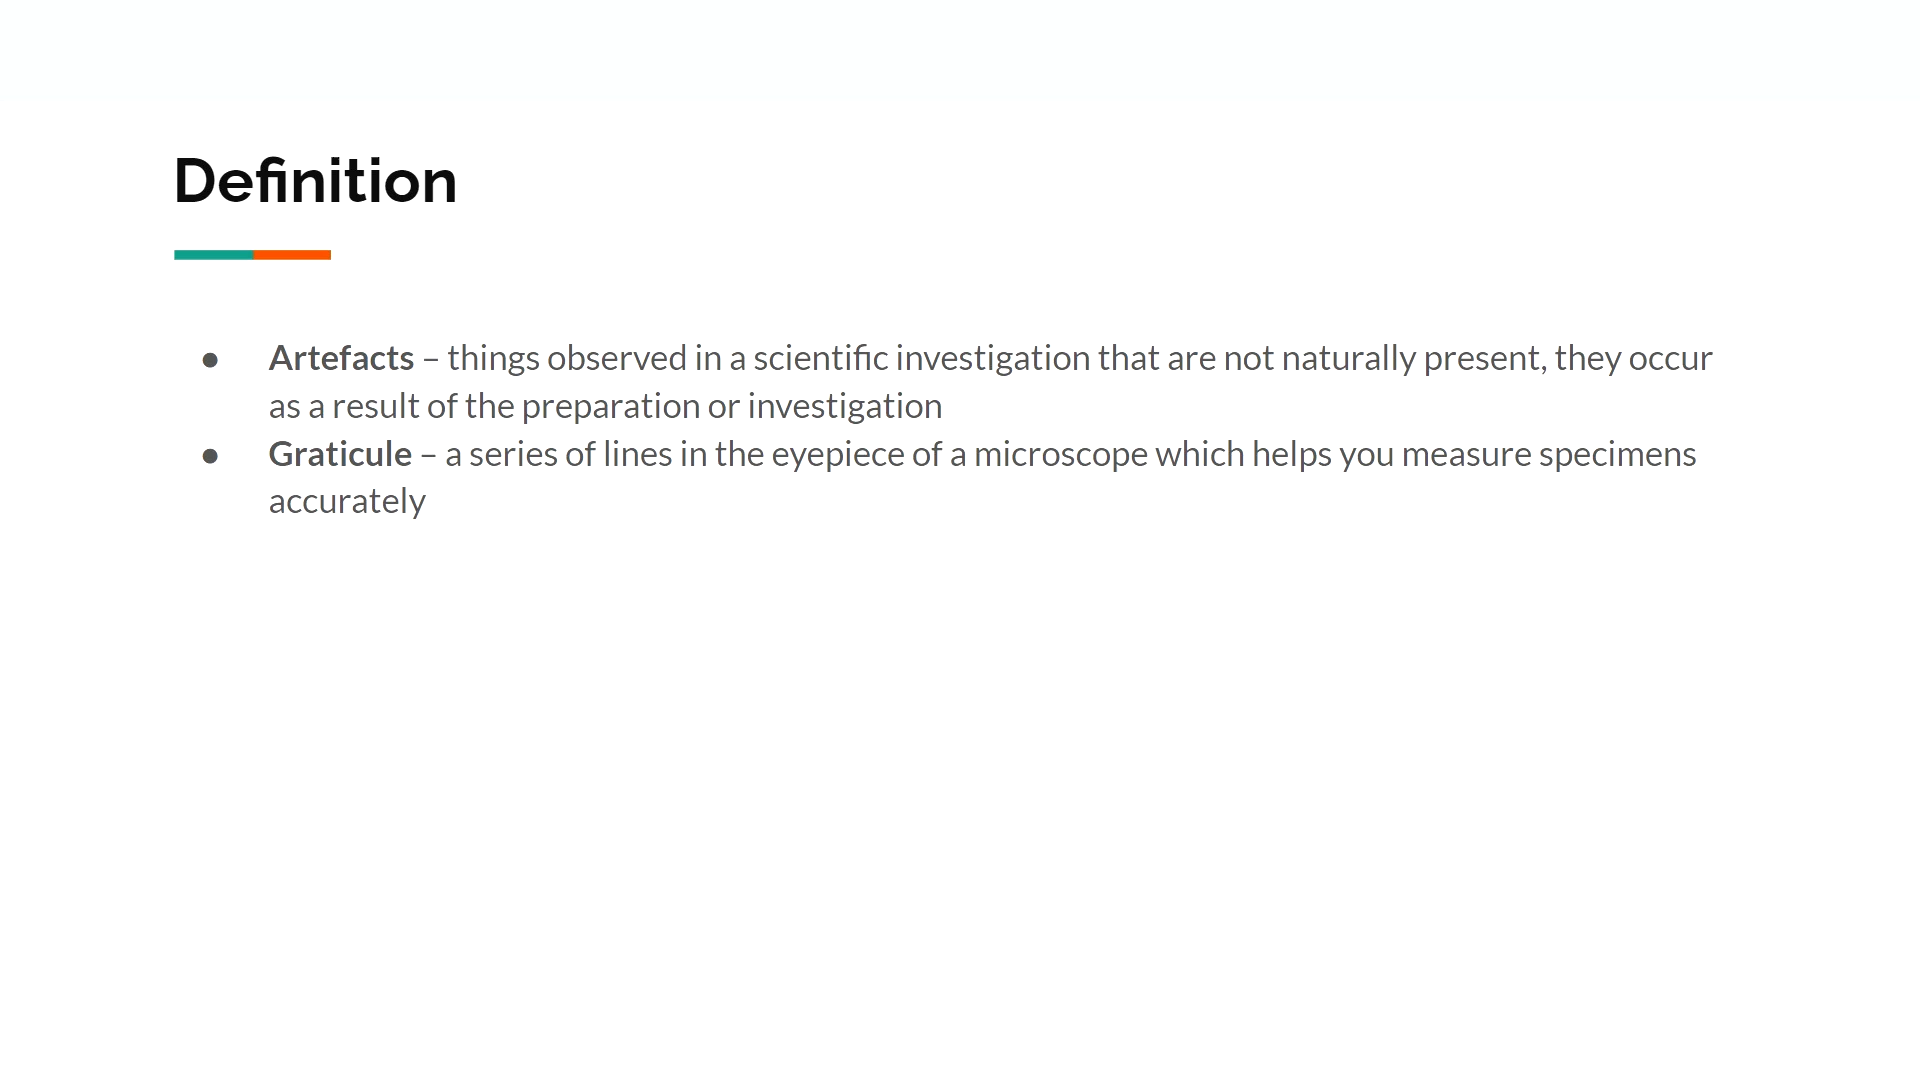 Definition
● Artefacts – things observed in a scientific investigation that are not naturally present, they occur
as a result of the preparation or investigation
● Graticule – a series of lines in the eyepiece of a microscope which helps you measure specimens
accurately